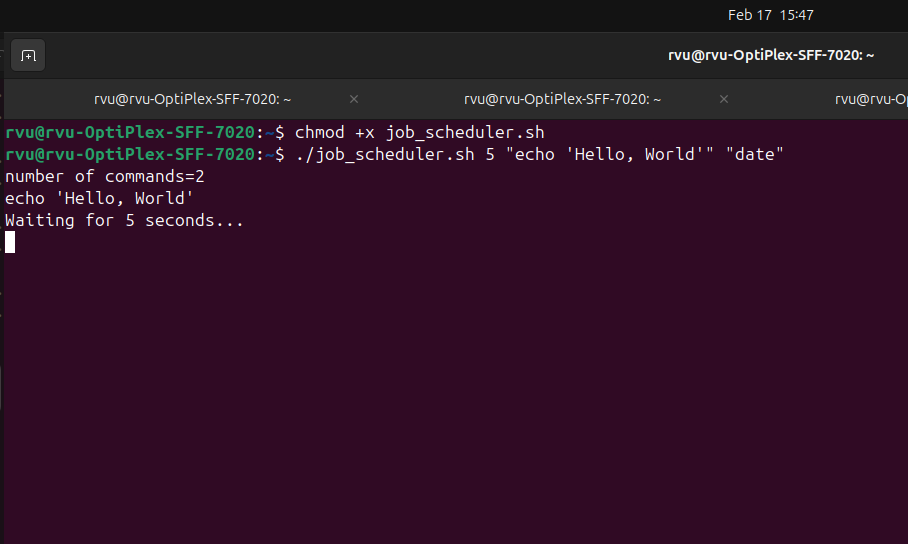 Feb 17 15:47
rvu@rvu-OptiPlex-SFF-7020: ~
rvu@rvu-OptiPlex-SFF-7020: ~ × rvu@rvu-OptiPlex-SFF-7020: ~ × rvu@rvu-Op
rvu@rvu-OptiPlex-SFF-7020:~$ chmod +x job_scheduler.sh
rvu@rvu-OptiPlex-SFF-7020:~$ ./job_scheduler.sh 5 "echo 'Hello, World'" "date"
number of commands=2
echo 'Hello, World'
Waiting for 5 seconds...